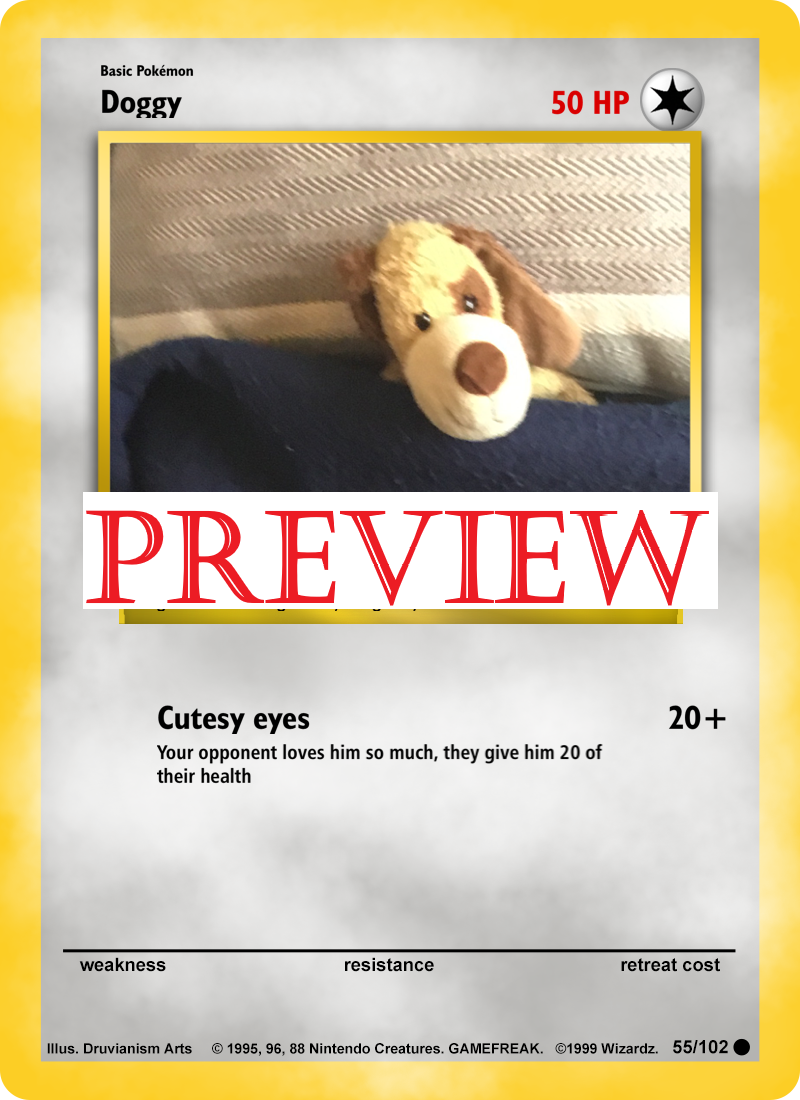 Basic Pokémon
Doggy
50 HP
PREVIEW
Cutesy eyes
20+
Your opponent loves him so much, they give him 20 of
their health
weakness
resistance
retreat cost
Illus. Druvianism Arts © 1995, 96, 88 Nintendo Creatures. GAMEFREAK. ©1999 Wizardz. 55/102